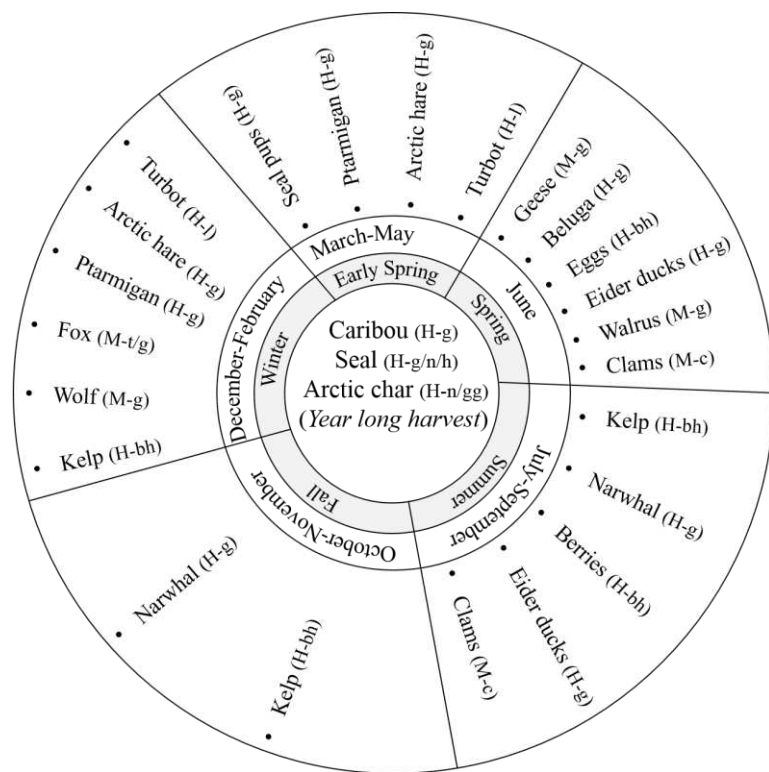 Caribou (H-g)
Seal (H-g/n/h)
Arctic char (H-n/gg)
(Year long harvest)
Early Spring
March-May
Seal pups (H-g)
Ptarmigan (H-g)
Arctic hare (H-g)
Turbot (H-l)
Spring
June
Geese (M-g)
Beluga (H-g)
Eggs (H-bh)
Eider ducks (H-g)
Walrus (M-g)
Clams (M-c)
Summer
July-September
Kelp (H-bh)
Narwhal (H-g)
Berries (H-bh)
Eider ducks (H-g)
Clams (M-c)
Fall
October-November
Kelp (H-bh)
Narwhal (H-g)
Winter
December-February
Kelp (H-bh)
Wolf (M-g)
Fox (M-t/g)
Ptarmigan (H-g)
Arctic hare (H-g)
Turbot (H-l)